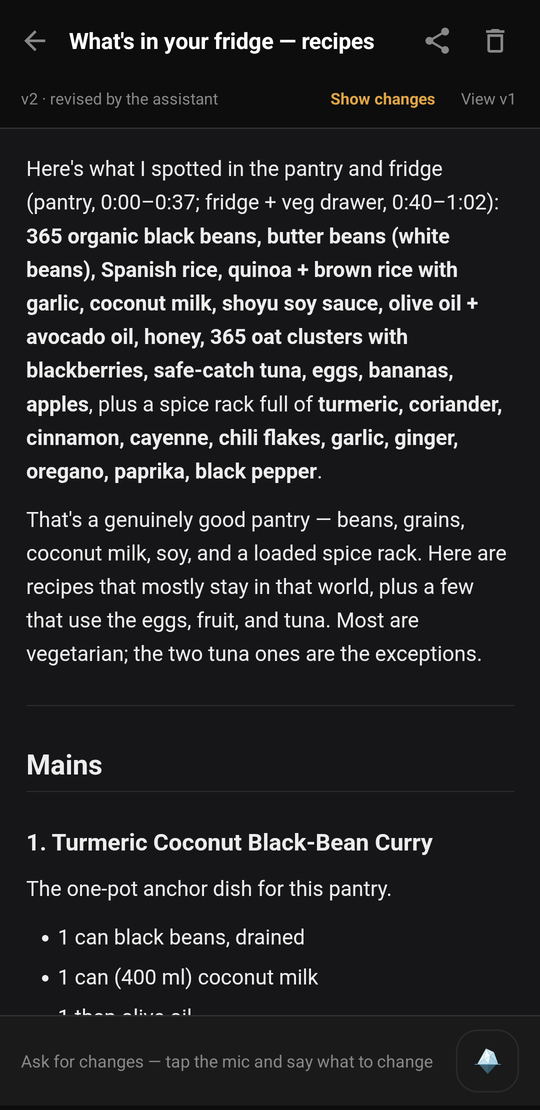 What's in your fridge — recipes
v2 · revised by the assistant
Show changes
View v1
Here's what I spotted in the pantry and fridge
(pantry, 0:00–0:37; fridge + veg drawer, 0:40–1:02):
365 organic black beans, butter beans (white
beans), Spanish rice, quinoa + brown rice with
garlic, coconut milk, shoyu soy sauce, olive oil +
avocado oil, honey, 365 oat clusters with
blackberries, safe-catch tuna, eggs, bananas,
apples, plus a spice rack full of turmeric, coriander,
cinnamon, cayenne, chili flakes, garlic, ginger,
oregano, paprika, black pepper.
That's a genuinely good pantry — beans, grains,
coconut milk, soy, and a loaded spice rack. Here are
recipes that mostly stay in that world, plus a few
that use the eggs, fruit, and tuna. Most are
vegetarian; the two tuna ones are the exceptions.
Mains
1. Turmeric Coconut Black-Bean Curry
The one-pot anchor dish for this pantry.
• 1 can black beans, drained
• 1 can (400 ml) coconut milk
1 tbsp olive oil
Ask for changes — tap the mic and say what to change